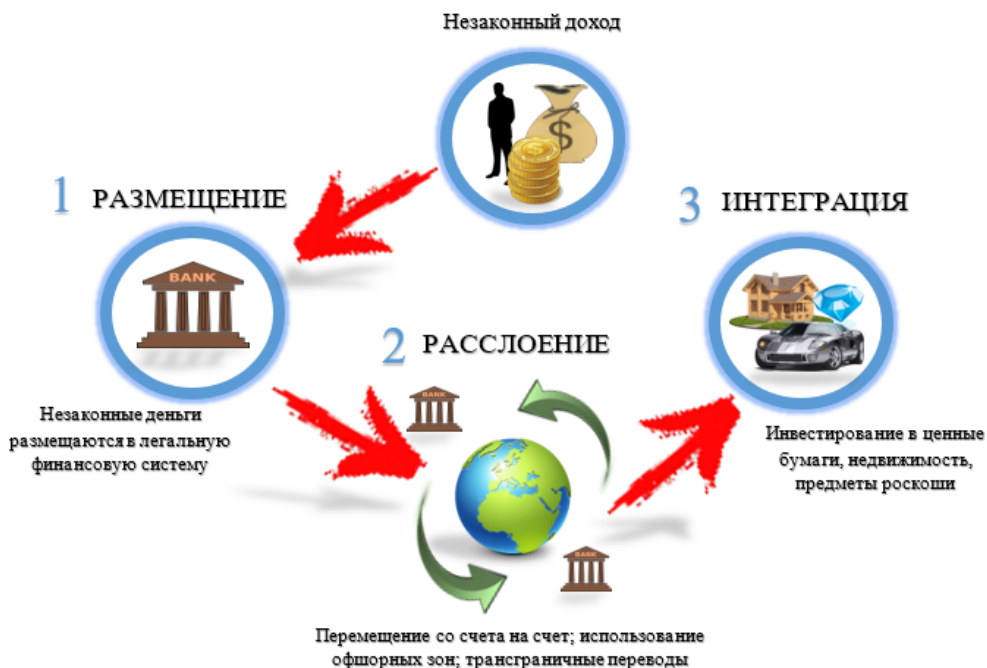 Незаконный доход
1 РАЗМЕЩЕНИЕ
BANK
Незаконные деньги
размещаются в легальную
финансовую систему
2 РАССЛОЕНИЕ
BANK
BANK
Перемещение со счета на счет; использование
офшорных зон; трансграничные переводы
3 ИНТЕГРАЦИЯ
Инвестирование в ценные
бумаги, недвижимость,
предметы роскоши